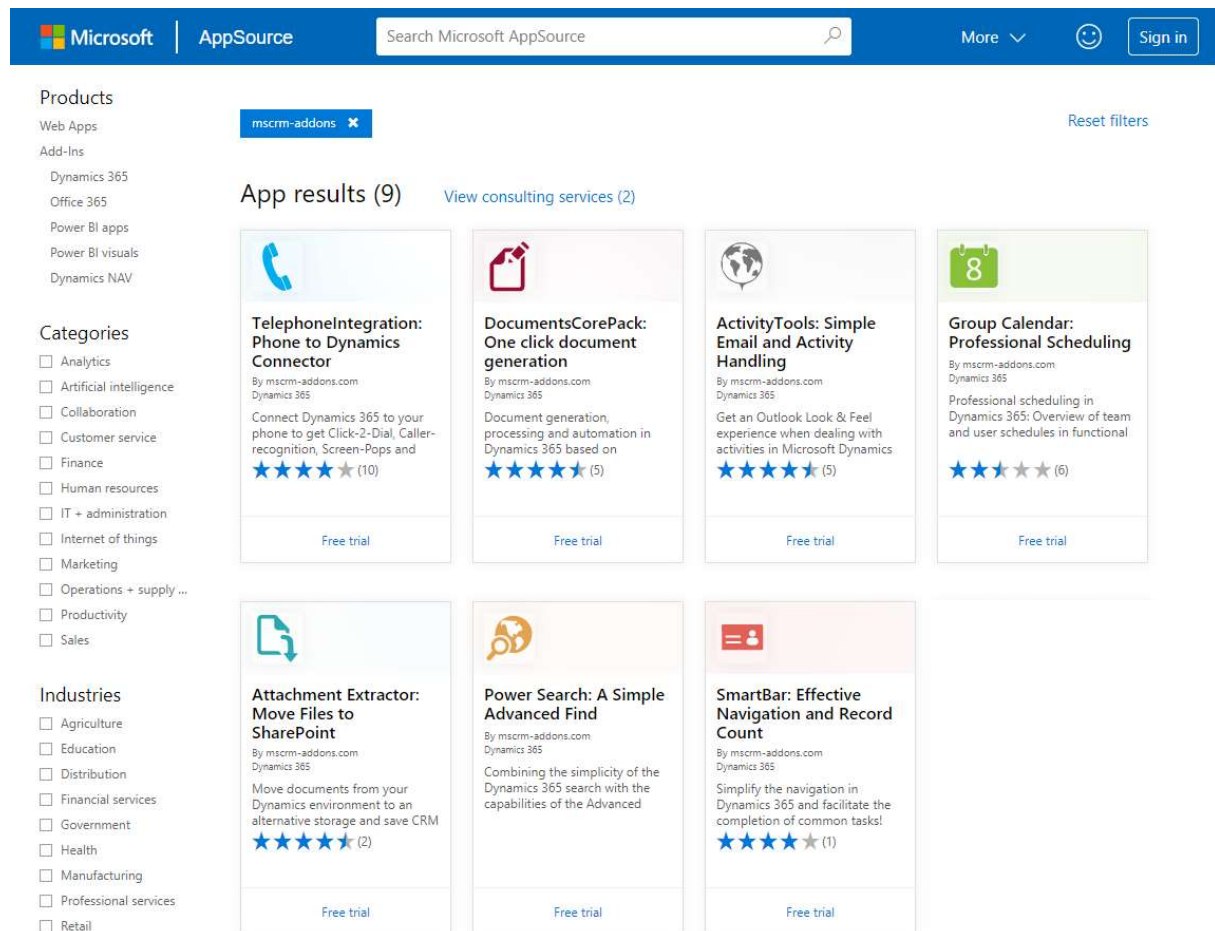 Microsoft
AppSource
Search Microsoft AppSource
More
Sign in
Products
Web Apps
Add-Ins
Dynamics 365
Office 365
Power BI apps
Power BI visuals
Dynamics NAV
Categories
Analytics
Artificial intelligence
Collaboration
Customer service
Finance
Human resources
IT + administration
Internet of things
Marketing
Operations + supply ...
Productivity
Sales
Industries
Agriculture
Education
Distribution
Financial services
Government
Health
Manufacturing
Professional services
Retail
mscrm-addons
Reset filters
App results (9)
View consulting services (2)
TelephoneIntegration:
Phone to Dynamics
Connector
By mscrm-addons.com
Dynamics 365
Connect Dynamics 365 to your
phone to get Click-2-Dial, Caller-
recognition, Screen-Pops and
(10)
Free trial
DocumentsCorePack:
One click document
generation
By mscrm-addons.com
Dynamics 365
Document generation,
processing and automation in
Dynamics 365 based on
(5)
Free trial
ActivityTools: Simple
Email and Activity
Handling
By mscrm-addons.com
Dynamics 365
Get an Outlook Look & Feel
experience when dealing with
activities in Microsoft Dynamics
(5)
Free trial
8
Group Calendar:
Professional Scheduling
By mscrm-addons.com
Dynamics 365
Professional scheduling in
Dynamics 365: Overview of team
and user schedules in functional
(6)
Free trial
Attachment Extractor:
Move Files to
SharePoint
By mscrm-addons.com
Dynamics 365
Move documents from your
Dynamics environment to an
alternative storage and save CRM
(2)
Free trial
Power Search: A Simple
Advanced Find
By mscrm-addons.com
Dynamics 365
Combining the simplicity of the
Dynamics 365 search with the
capabilities of the Advanced
Free trial
SmartBar: Effective
Navigation and Record
Count
By mscrm-addons.com
Dynamics 365
Simplify the navigation in
Dynamics 365 and facilitate the
completion of common tasks!
(1)
Free trial